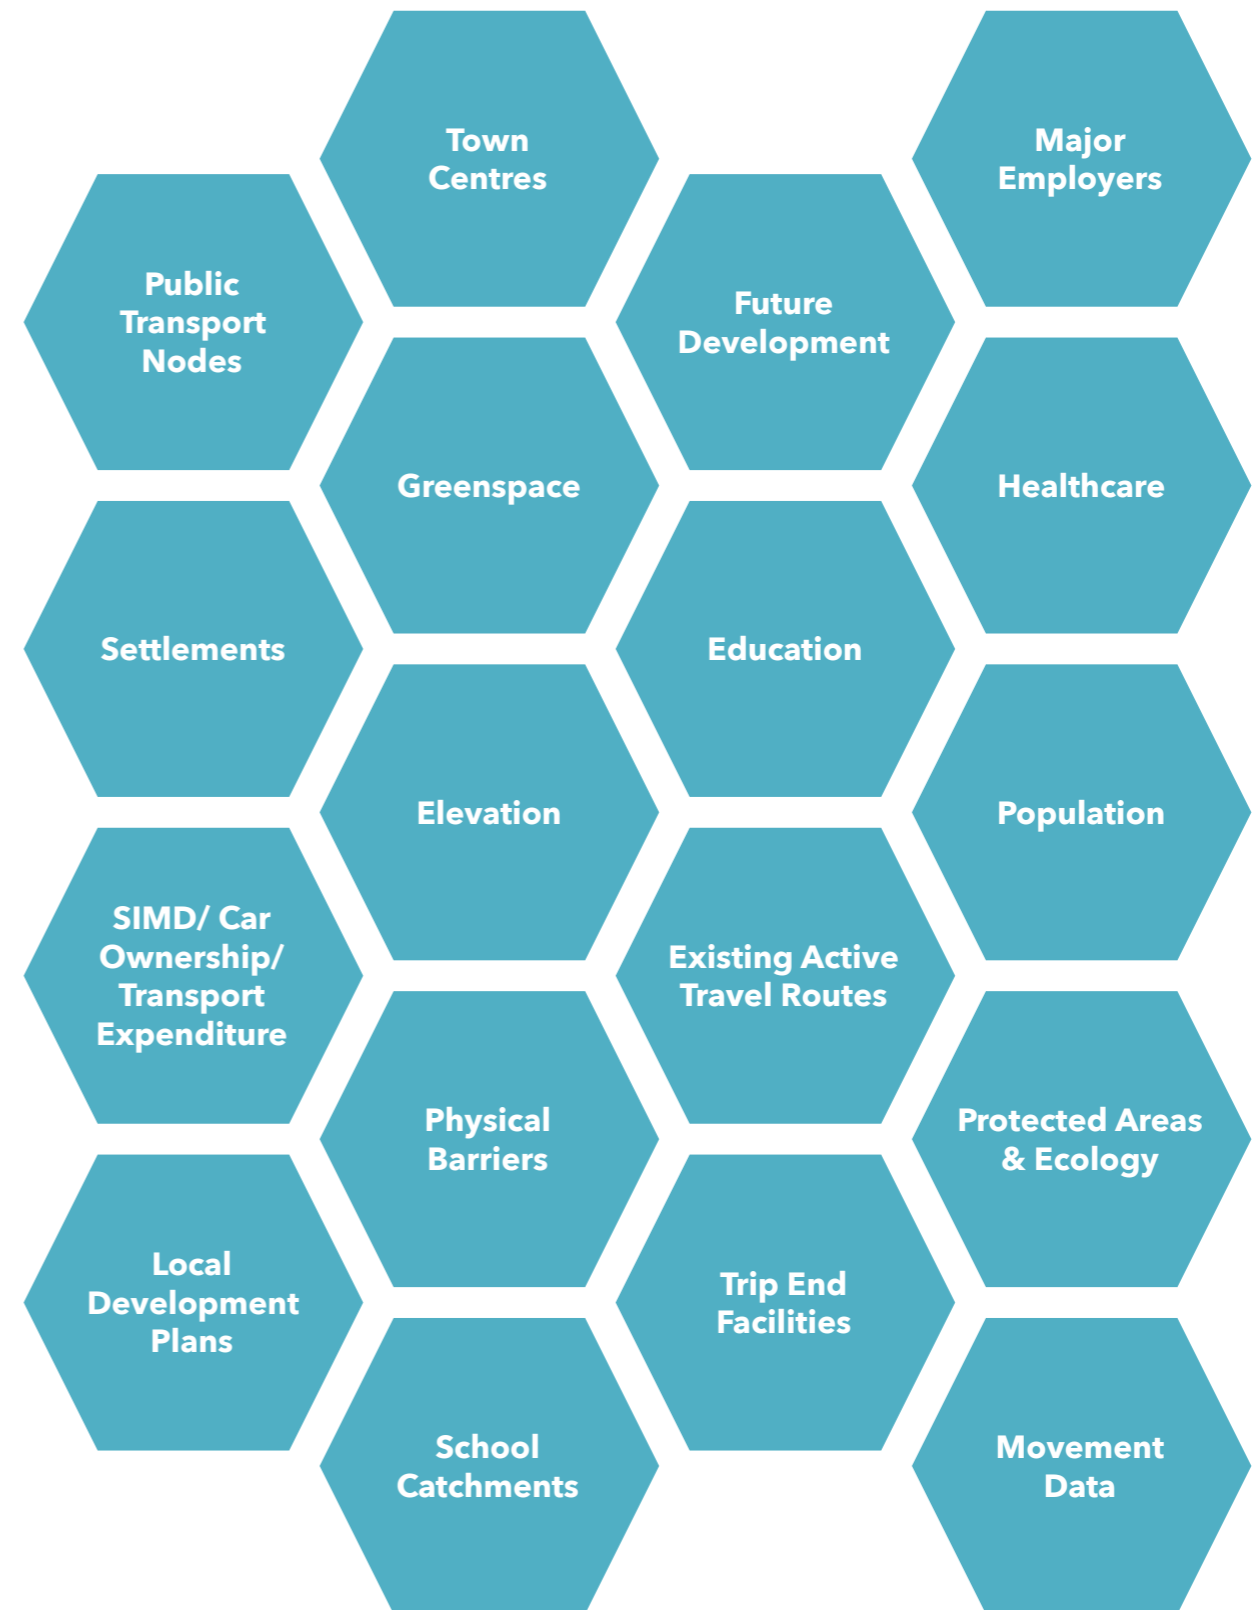 Town
Centres
Major
Employers
Public
Transport
Nodes
Future
Development
Greenspace
Healthcare
Settlements
Education
Elevation
Population
SIMD/ Car
Ownership/
Transport
Expenditure
Existing Active
Travel Routes
Physical
Barriers
Protected Areas
& Ecology
Local
Development
Plans
Trip End
Facilities
School
Catchments
Movement
Data